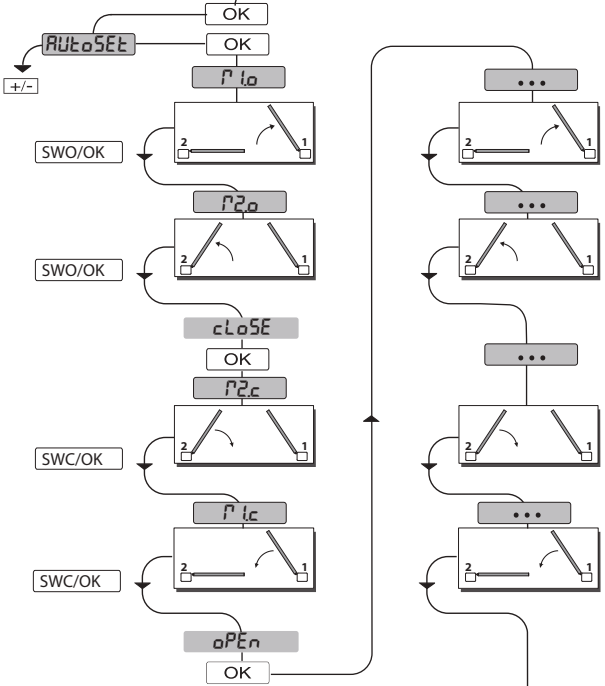 OK
AUtoSEt
OK
+/-
M1.o
2
1
SWO/OK
M2.o
2
1
SWO/OK
cLoSE
OK
M2.c
2
1
SWC/OK
M1.c
2
1
SWC/OK
oPEn
OK
...
2
1
...
2
1
...
2
1
...
2
1